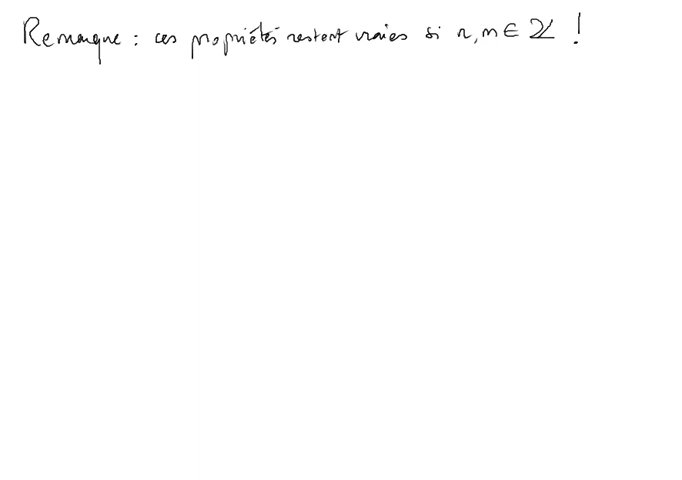 Remarque : ces propriétés restent vraies si n, m ∈ ℤ !